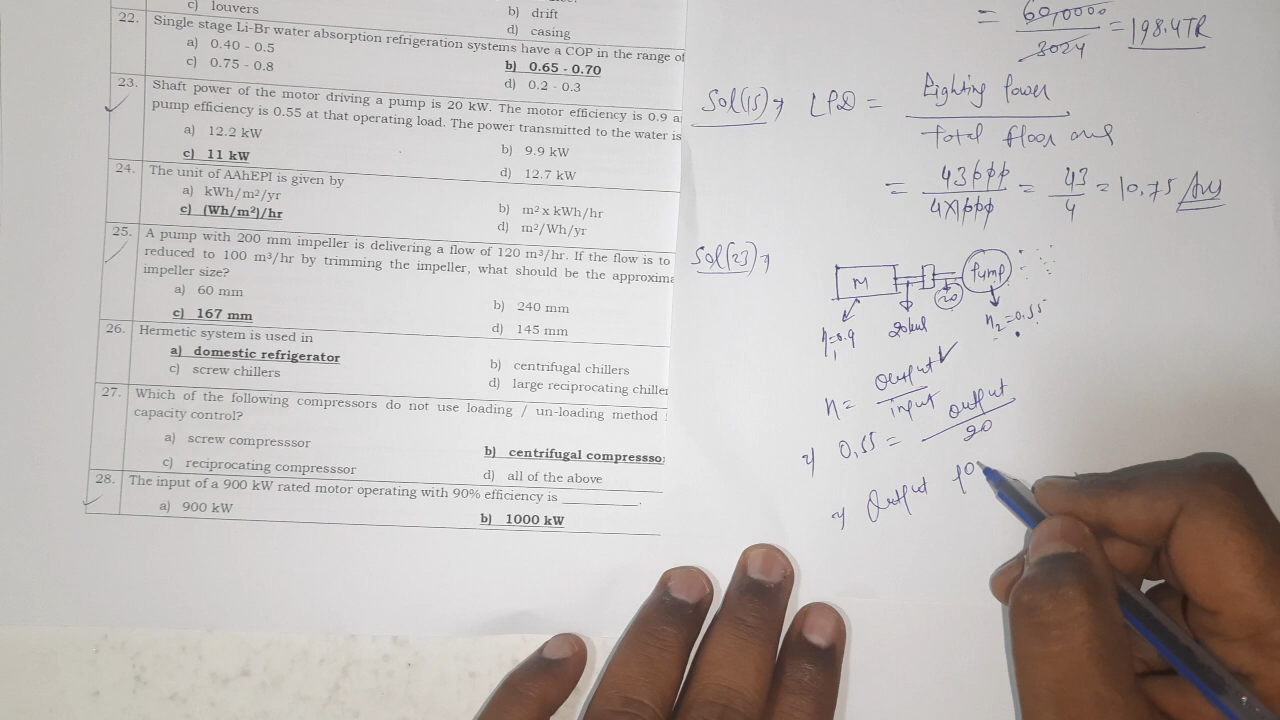 c) louvers
b) drift
d) casing
22. Single stage Li-Br water absorption refrigeration systems have a COP in the range of
a) 0.40 - 0.5
b) 0.65 - 0.70
c) 0.75 - 0.8
d) 0.2 - 0.3
23. Shaft power of the motor driving a pump is 20 kW. The motor efficiency is 0.9 a
pump efficiency is 0.55 at that operating load. The power transmitted to the water is
a) 12.2 kW
b) 9.9 kW
c) 11 kW
d) 12.7 kW
24. The unit of AAhEPI is given by
a) kWh/m²/yr
b) m² x kWh/hr
c) (Wh/m²)/hr
d) m²/Wh/yr
25. A pump with 200 mm impeller is delivering a flow of 120 m³/hr. If the flow is to
reduced to 100 m³/hr by trimming the impeller, what should be the approxima
impeller size?
a) 60 mm
b) 240 mm
c) 167 mm
d) 145 mm
26. Hermetic system is used in
a) domestic refrigerator
b) centrifugal chillers
c) screw chillers
d) large reciprocating chiller
27. Which of the following compressors do not use loading / un-loading method
capacity control?
a) screw compresssor
b) centrifugal compressso
c) reciprocating compresssor
d) all of the above
28. The input of a 900 kW rated motor operating with 90% efficiency is ____________.
a) 900 kW
b) 1000 kW
= 60,0000 / 3024 = 198.4TR
Sol(15)⇒ LPD = Lighting Power / Total floor area
= 43000 / 4×1000 = 43 / 4 = 10.75 Ans
Sol(23)⇒
M
Pump
20
η₁=0.9
20kW
η₂=0.55
η = output / input
⇒ 0.55 = output / 20
⇒ Output po